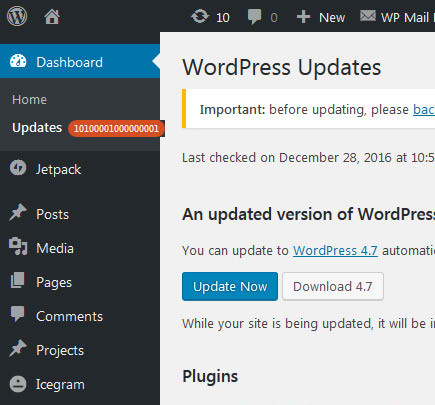 10 0 + New WP Mail
Dashboard
WordPress Updates
Home
Important: before updating, please bac
Updates 10100001000000001
Last checked on December 28, 2016 at 10:5
Jetpack
Posts
An updated version of WordPress
Media
You can update to WordPress 4.7 automatic
Pages
Update Now Download 4.7
Comments
While your site is being updated, it will be in
Projects
Plugins
Icegram